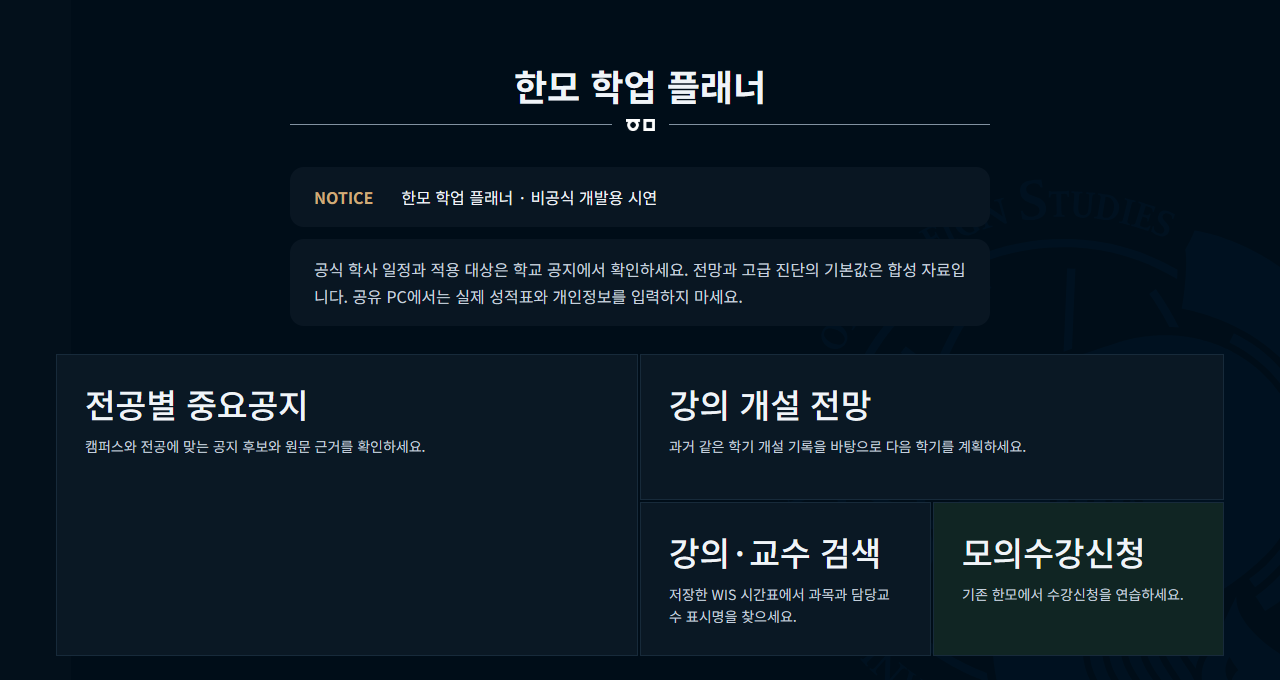 한모 학업 플래너
ㅎㅁ
NOTICE 한모 학업 플래너 · 비공식 개발용 시연
공식 학사 일정과 적용 대상은 학교 공지에서 확인하세요. 전망과 고급 진단의 기본값은 합성 자료입
니다. 공유 PC에서는 실제 성적표와 개인정보를 입력하지 마세요.
STUDIES
전공별 중요공지
캠퍼스와 전공에 맞는 공지 후보와 원문 근거를 확인하세요.
강의 개설 전망
과거 같은 학기 개설 기록을 바탕으로 다음 학기를 계획하세요.
강의·교수 검색
저장한 WIS 시간표에서 과목과 담당교
수 표시명을 찾으세요.
모의수강신청
기존 한모에서 수강신청을 연습하세요.